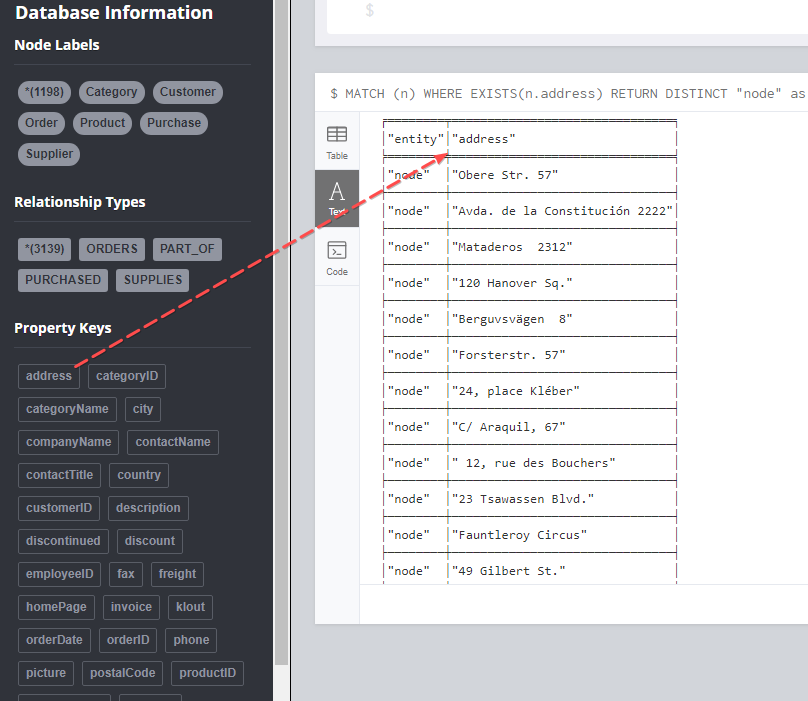 Database Information
Node Labels
*(1198) Category Customer
Order Product Purchase
Supplier
Relationship Types
*(3139) ORDERS PART_OF
PURCHASED SUPPLIES
Property Keys
address categoryID
categoryName city
companyName contactName
contactTitle country
customerID description
discontinued discount
employeeID fax freight
homePage invoice klout
orderDate orderID phone
picture postalCode productID
$
$ MATCH (n) WHERE EXISTS(n.address) RETURN DISTINCT "node" as
Table
Text
Code
"entity" "address"
"node" "Obere Str. 57"
"node" "Avda. de la Constitución 2222"
"node" "Mataderos  2312"
"node" "120 Hanover Sq."
"node" "Berguvsvägen  8"
"node" "Forsterstr. 57"
"node" "24, place Kléber"
"node" "C/ Araquil, 67"
"node" " 12, rue des Bouchers"
"node" "23 Tsawassen Blvd."
"node" "Fauntleroy Circus"
"node" "49 Gilbert St."